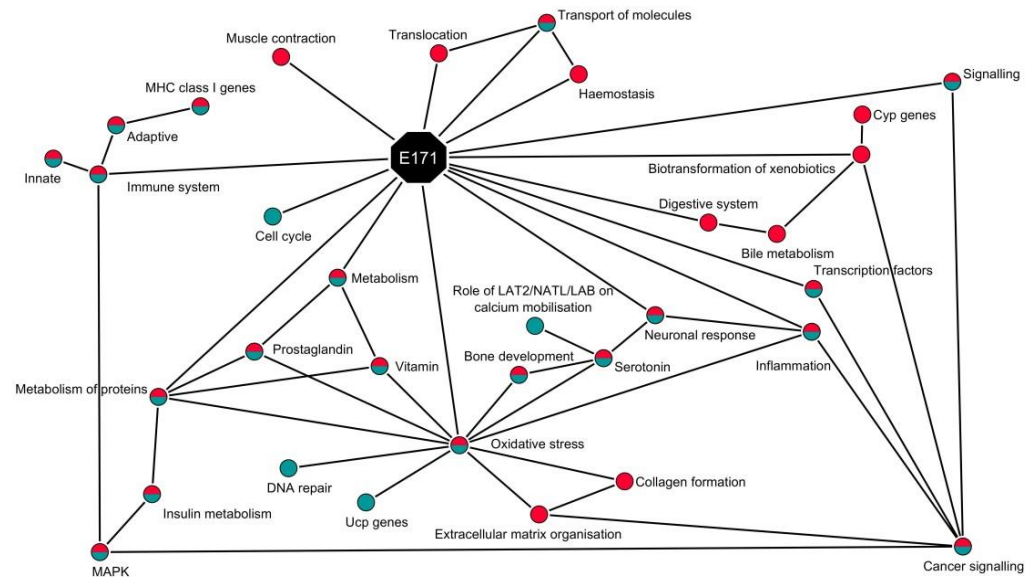 Transport of molecules
Muscle contraction
Translocation
Signalling
MHC class I genes
Haemostasis
Cyp genes
Adaptive
E171
Innate
Immune system
Biotransformation of xenobiotics
Digestive system
Cell cycle
Bile metabolism
Metabolism
Transcription factors
Role of LAT2/NATL/LAB on
calcium mobilisation
Neuronal response
Prostaglandin
Bone development
Vitamin
Serotonin
Inflammation
Metabolism of proteins
Oxidative stress
DNA repair
Collagen formation
Insulin metabolism
Ucp genes
Extracellular matrix organisation
MAPK
Cancer signalling